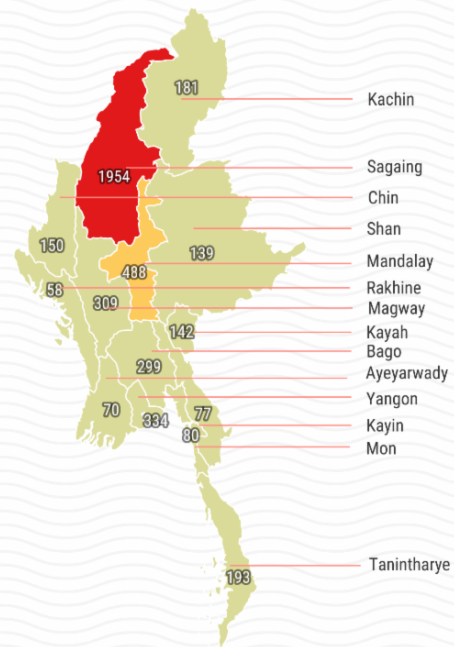 181
Kachin
1954
Sagaing
Chin
Shan
150
139
Mandalay
488
58
Rakhine
309
Magway
142
Kayah
Bago
299
Ayeyarwady
Yangon
70
77
334
Kayin
80
Mon
Tanintharye
193